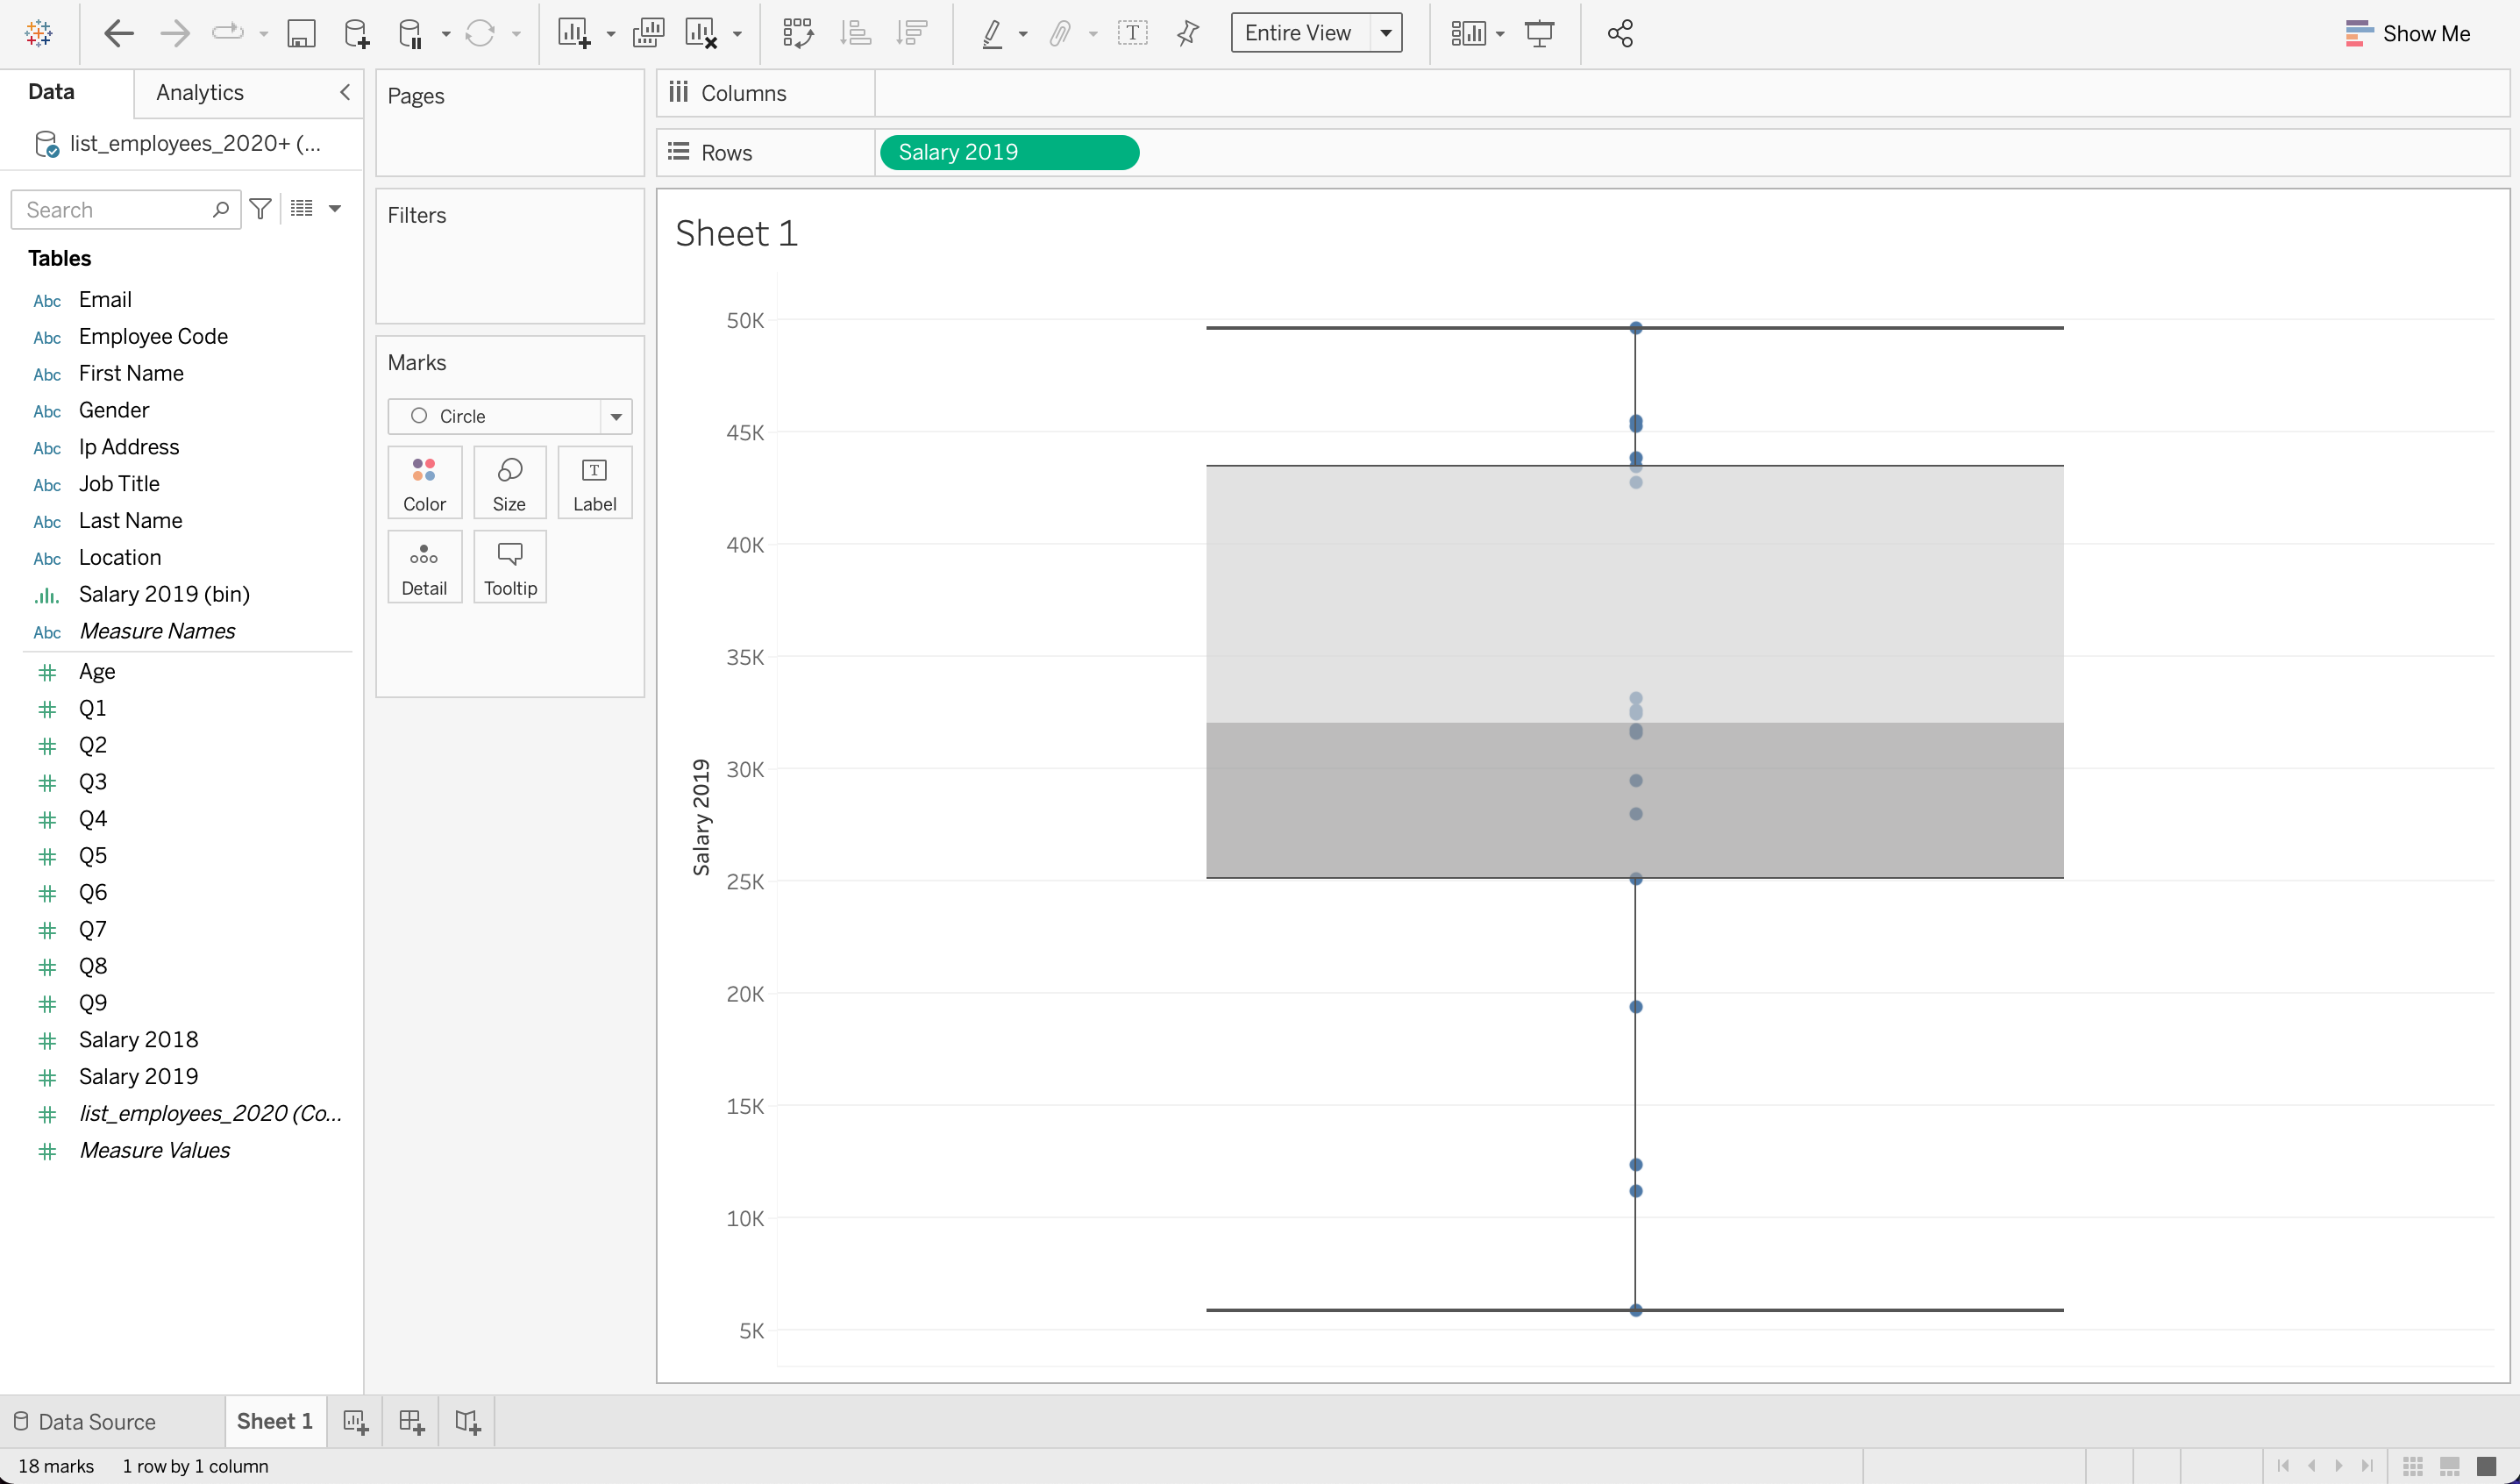 Entire View
Show Me
Data
Analytics
list_employees_2020+ (...
Search
Tables
Abc Email
Abc Employee Code
Abc First Name
Abc Gender
Abc Ip Address
Abc Job Title
Abc Last Name
Abc Location
Salary 2019 (bin)
Abc Measure Names
Age
Q1
Q2
Q3
Q4
Q5
Q6
Q7
Q8
Q9
Salary 2018
Salary 2019
list_employees_2020 (Co...
Measure Values
Pages
Filters
Marks
Circle
Color
Size
T
Label
Detail
Tooltip
Columns
Rows
Salary 2019
Sheet 1
Salary 2019
50K
45K
40K
35K
30K
25K
20K
15K
10K
5K
Data Source
Sheet 1
18 marks
1 row by 1 column